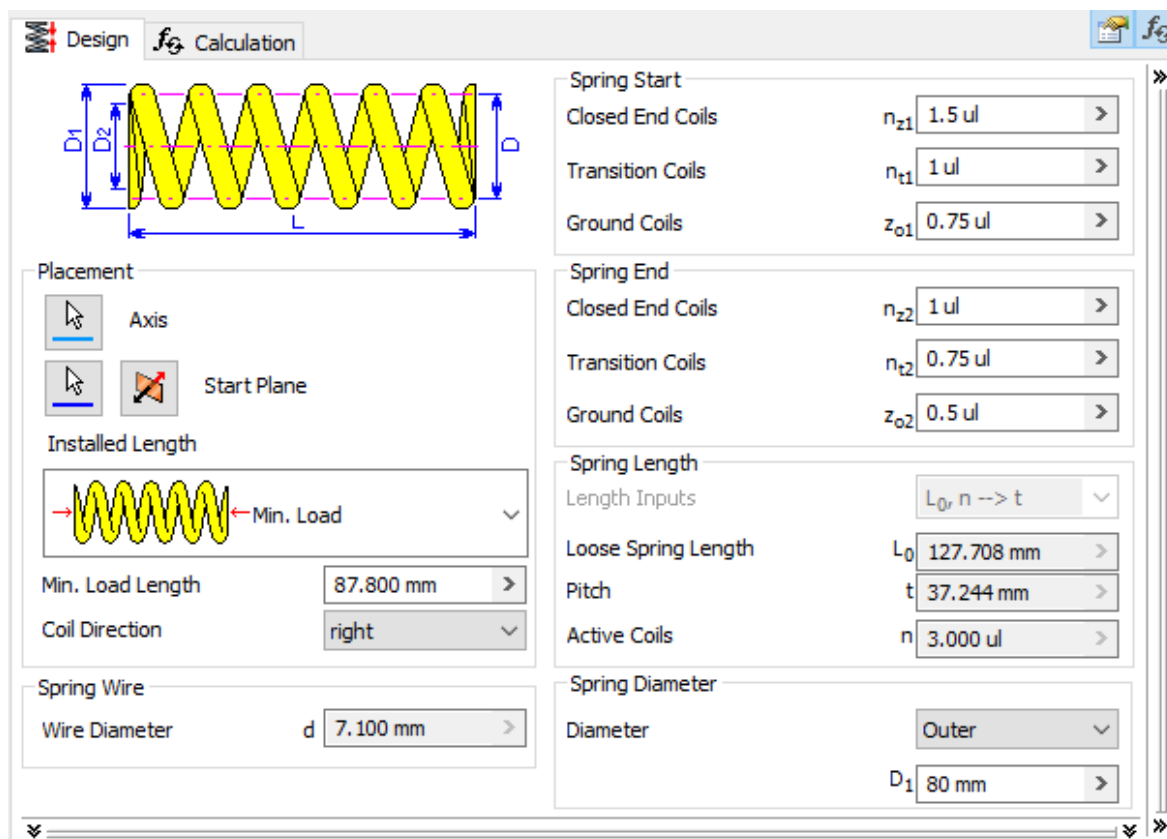 Design
Calculation
D1
D2
D
L
Placement
Axis
Start Plane
Installed Length
Min. Load
Min. Load Length 87.800 mm
Coil Direction right
Spring Wire
Wire Diameter d 7.100 mm
Spring Start
Closed End Coils nz1 1.5 ul
Transition Coils nt1 1 ul
Ground Coils zo1 0.75 ul
Spring End
Closed End Coils nz2 1 ul
Transition Coils nt2 0.75 ul
Ground Coils zo2 0.5 ul
Spring Length
Length Inputs L0, n --> t
Loose Spring Length L0 127.708 mm
Pitch t 37.244 mm
Active Coils n 3.000 ul
Spring Diameter
Diameter Outer
D1 80 mm